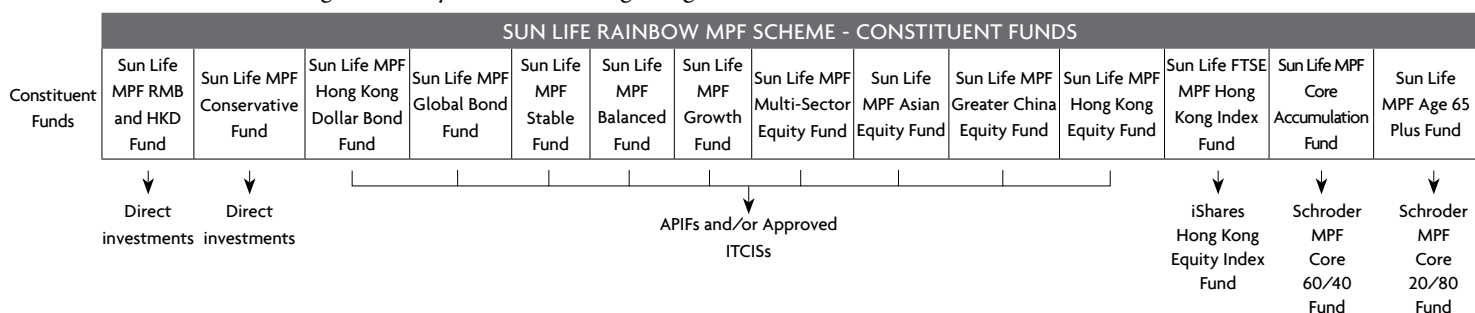 SUN LIFE RAINBOW MPF SCHEME - CONSTITUENT FUNDS
Constituent
Funds
Sun Life
MPF RMB
and HKD
Fund
Sun Life MPF
Conservative
Fund
Sun Life MPF
Hong Kong
Dollar Bond
Fund
Sun Life MPF
Global Bond
Fund
Sun Life
MPF
Stable
Fund
Sun Life
MPF
Balanced
Fund
Sun Life
MPF
Growth
Fund
Sun Life MPF
Multi-Sector
Equity Fund
Sun Life
MPF Asian
Equity Fund
Sun Life MPF
Greater China
Equity Fund
Sun Life MPF
Hong Kong
Equity Fund
Sun Life FTSE
MPF Hong
Kong Index
Fund
Sun Life MPF
Core
Accumulation
Fund
Sun Life
MPF Age 65
Plus Fund
Direct
investments
Direct
investments
APIFs and/or Approved
ITCISs
iShares
Hong Kong
Equity Index
Fund
Schroder
MPF
Core
60/40
Fund
Schroder
MPF
Core
20/80
Fund